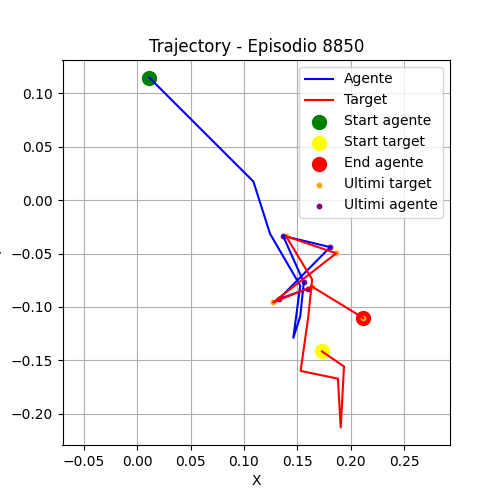 Trajectory - Episodio 8850
Agente
Target
Start agente
Start target
End agente
Ultimi target
Ultimi agente
0.10
0.05
0.00
−0.05
−0.10
−0.15
−0.20
−0.05
0.00
0.05
0.10
0.15
0.20
0.25
X